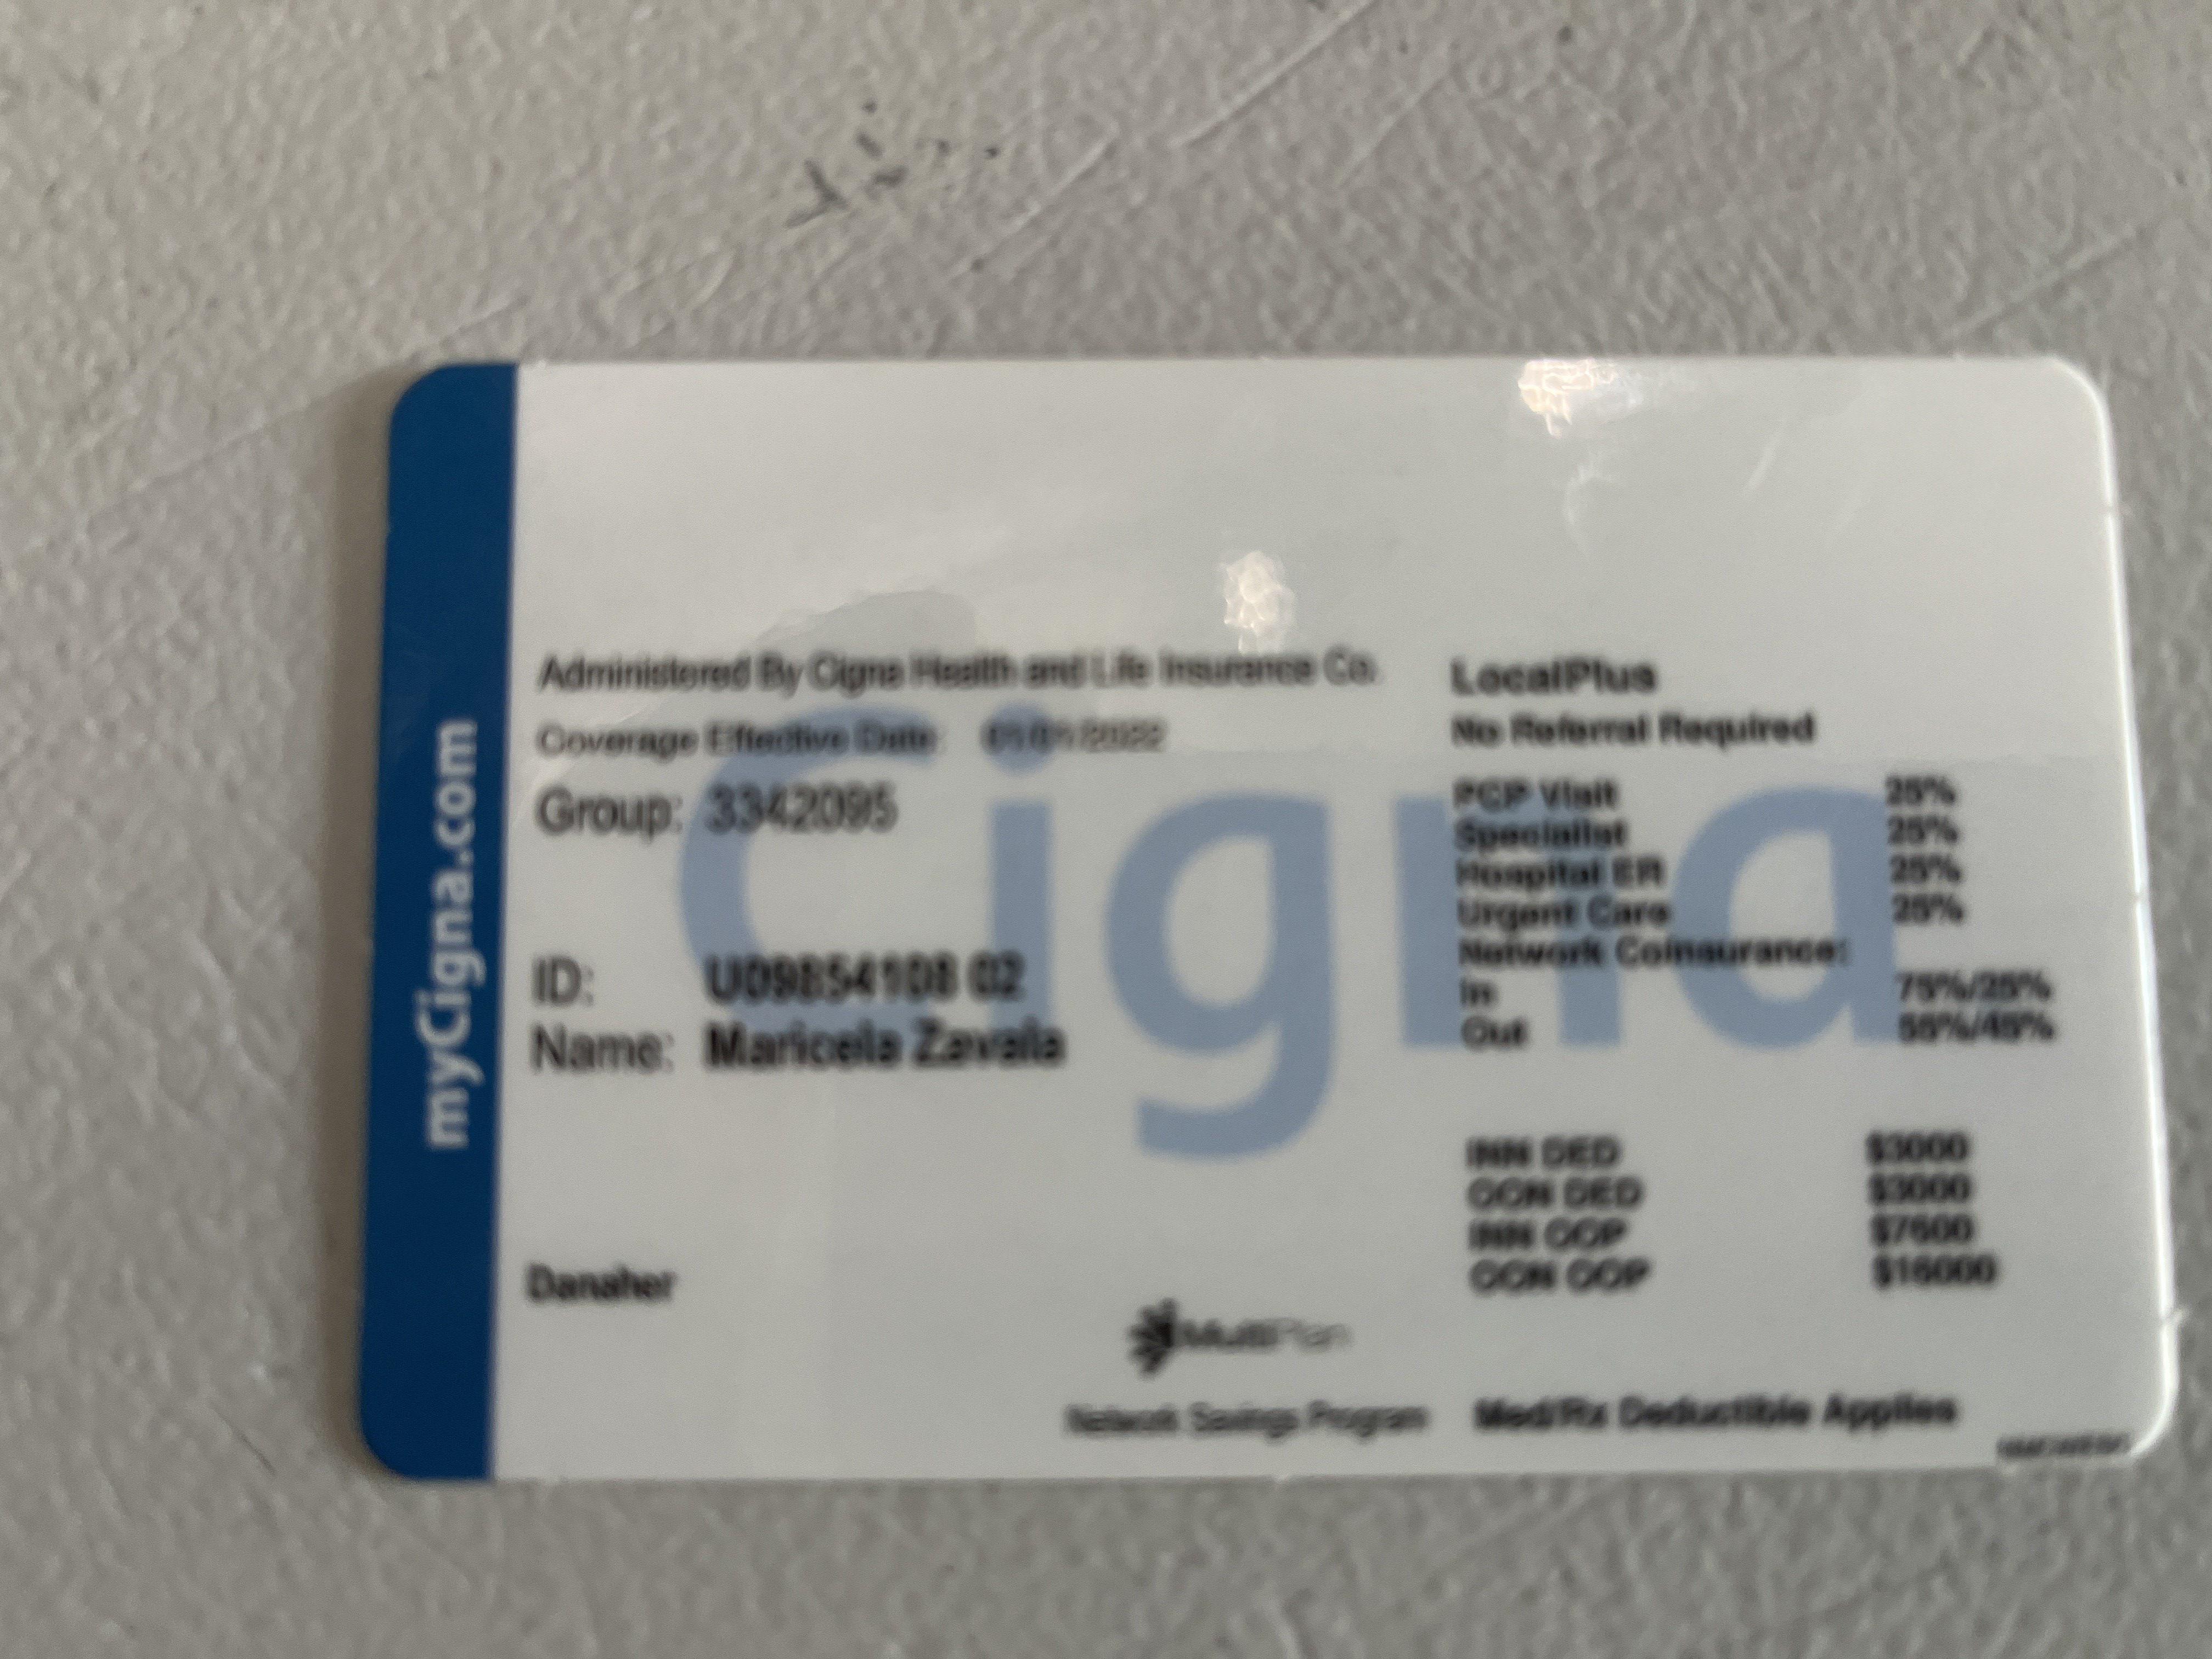 myCigna.com
Cigna
Administered By Cigna Health and Life Insurance Co.
Coverage Effective Date: 01/01/2022
Group: 3342095
ID: U09854108 02
Name: Maricela Zavala
Danaher
MultiPlan
Network Savings Program
LocalPlus
No Referral Required
PCP Visit 25%
Specialist 25%
Hospital ER 25%
Urgent Care 25%
Network Coinsurance:
In 75%/25%
Out 55%/45%
INN DED $3000
OON DED $3000
INN OOP $7600
OON OOP $16000
Med/Rx Deductible Applies